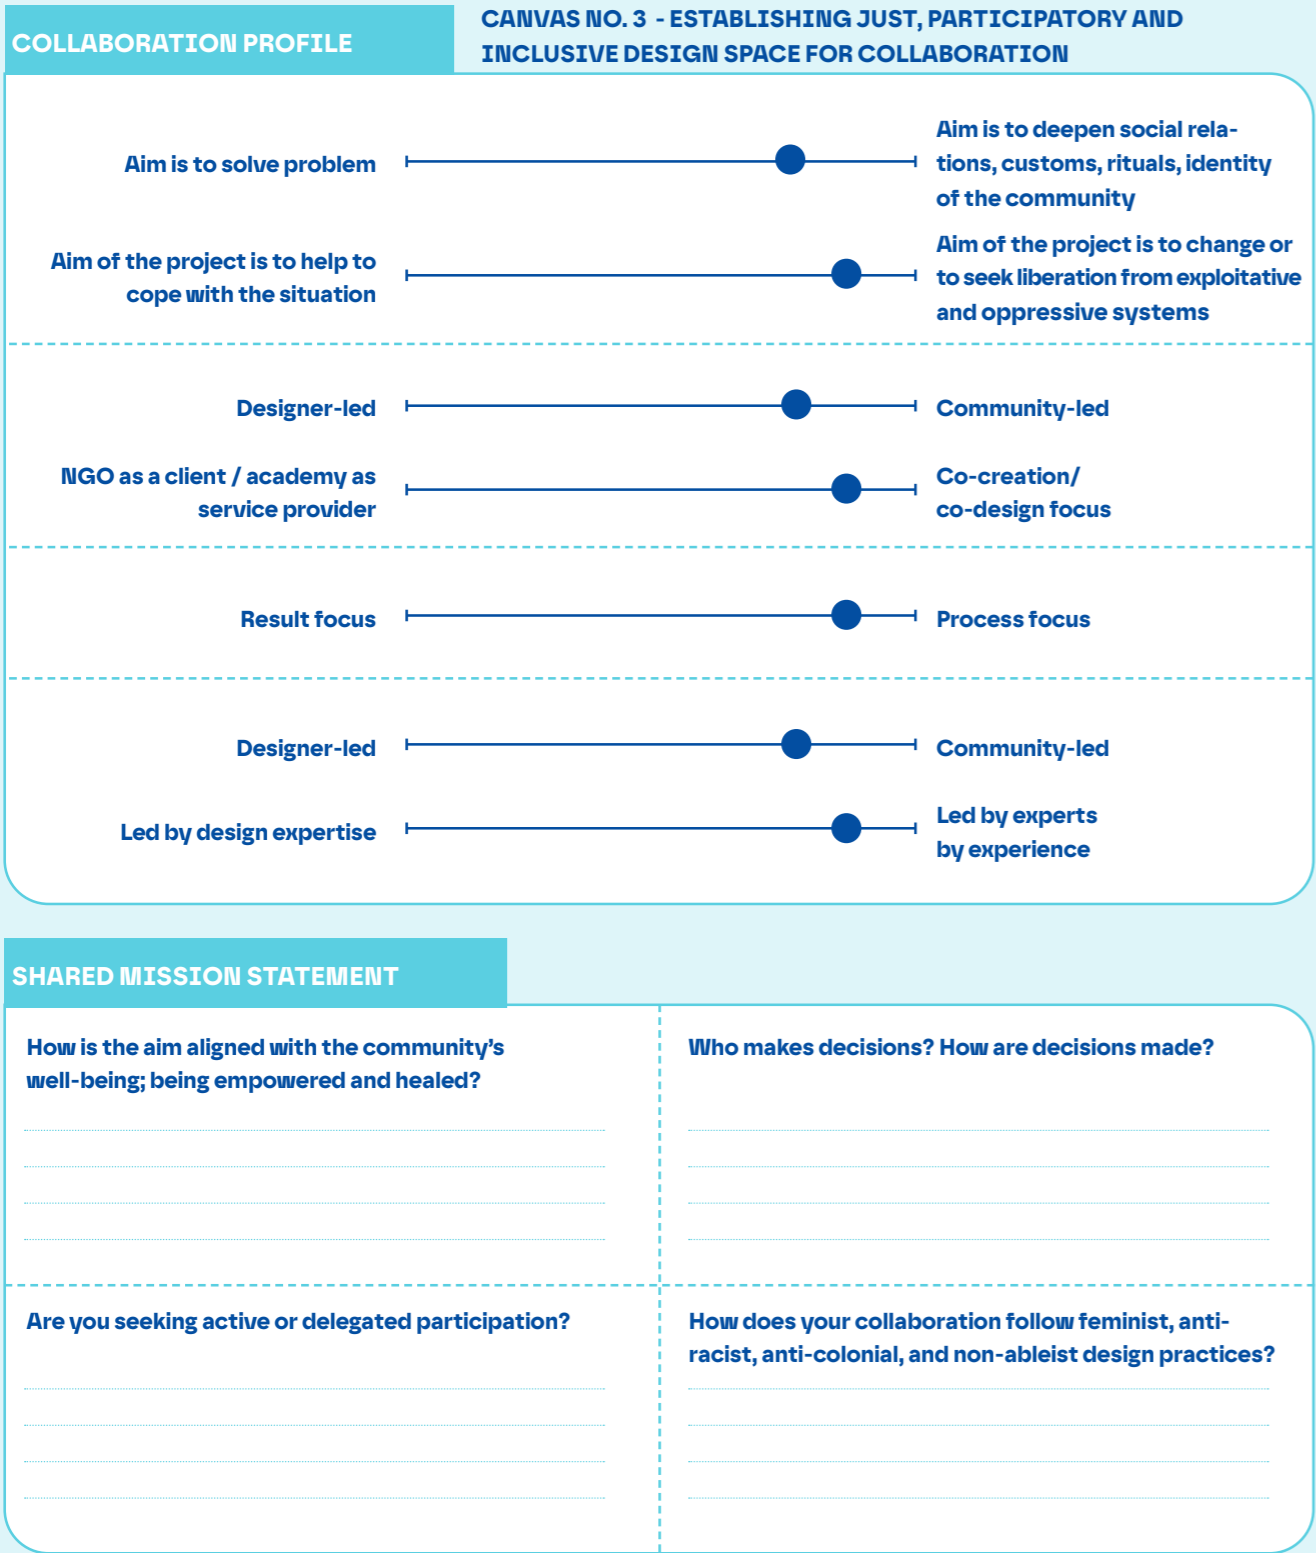 COLLABORATION PROFILE
CANVAS NO. 3 - ESTABLISHING JUST, PARTICIPATORY AND
INCLUSIVE DESIGN SPACE FOR COLLABORATION
Aim is to solve problem
Aim is to deepen social rela-
tions, customs, rituals, identity
of the community
Aim of the project is to help to
cope with the situation
Aim of the project is to change or
to seek liberation from exploitative
and oppressive systems
Designer-led
Community-led
NGO as a client / academy as
service provider
Co-creation/
co-design focus
Result focus
Process focus
Designer-led
Community-led
Led by design expertise
Led by experts
by experience
SHARED MISSION STATEMENT
How is the aim aligned with the community's
well-being; being empowered and healed?
Who makes decisions? How are decisions made?
Are you seeking active or delegated participation?
How does your collaboration follow feminist, anti-
racist, anti-colonial, and non-ableist design practices?